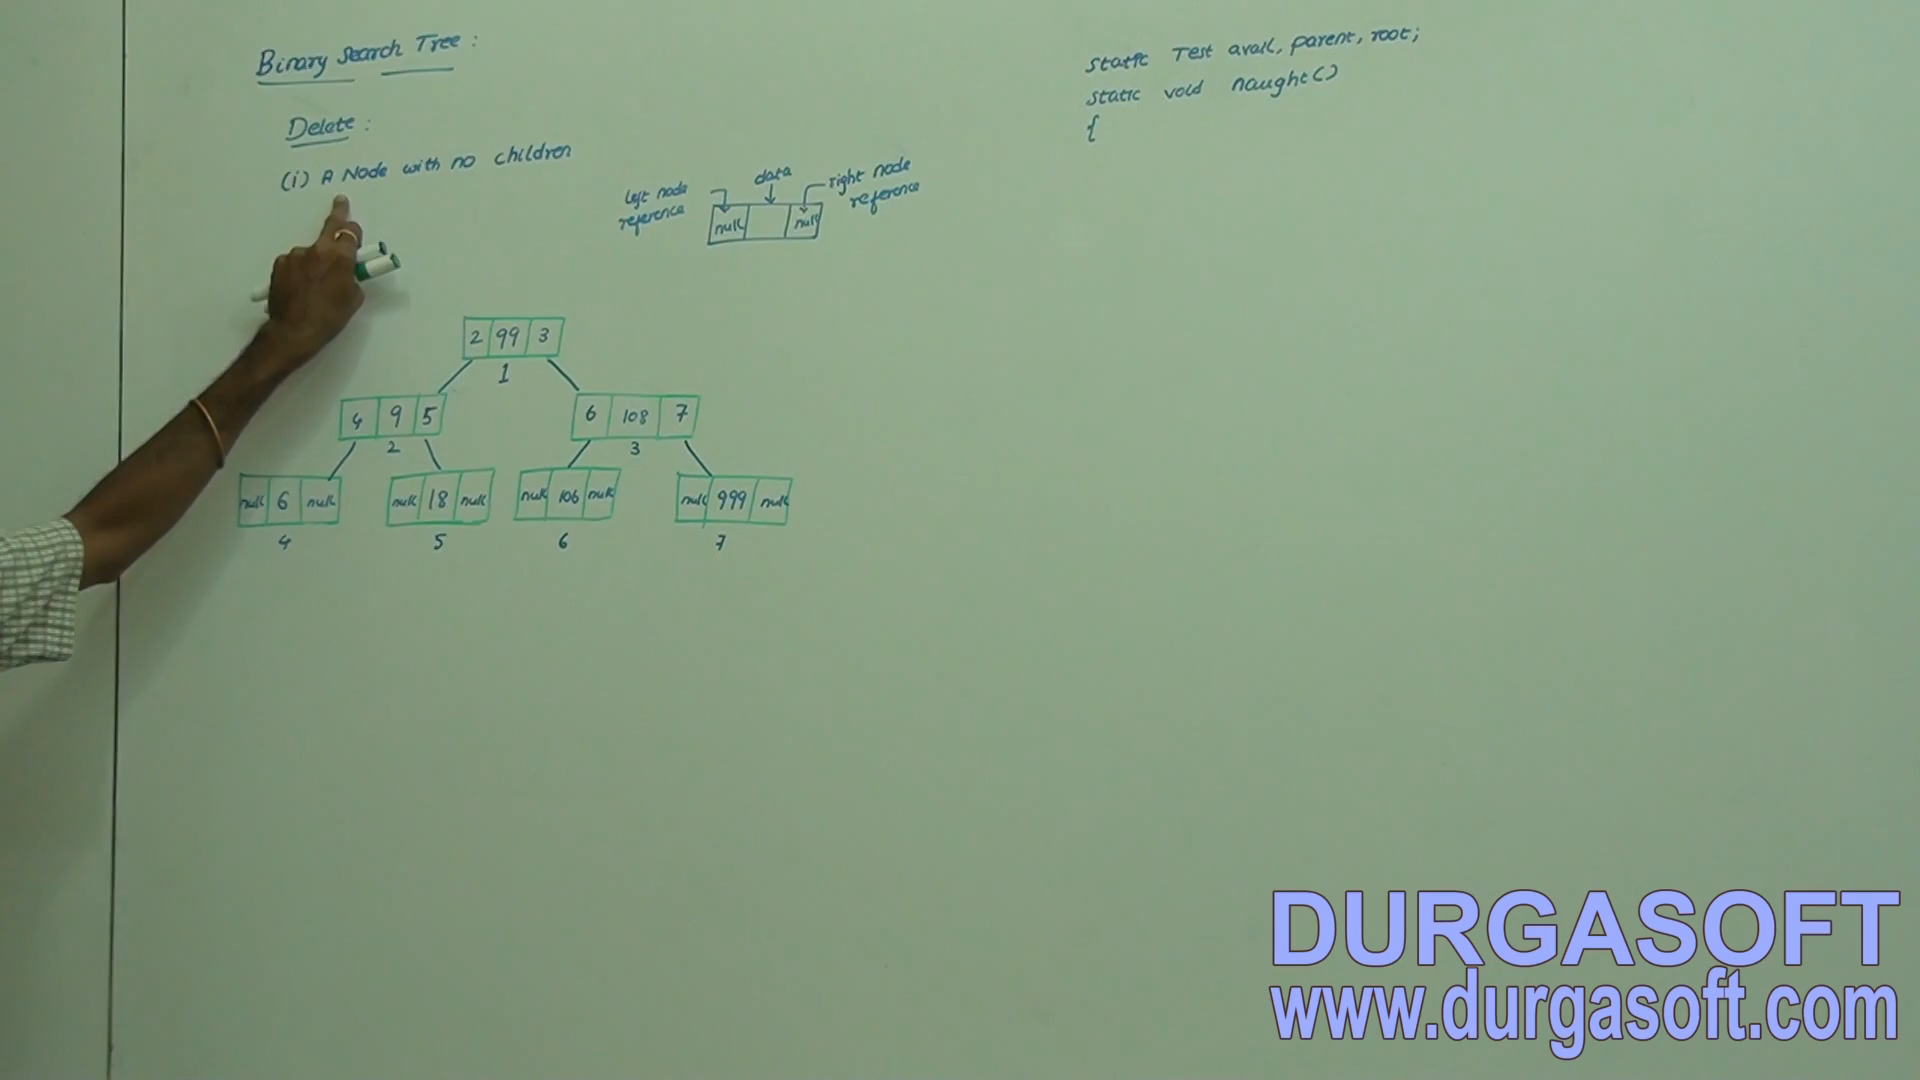 Binary Search Tree :
Delete :
(i) A Node with no children
left node
reference
data
right node
reference
null null
2 99 3
1
4 9 5
2
6 108 7
3
null 6 null
4
null 18 null
5
null 106 null
6
null 999 null
7
static Test avail, parent, root;
static void naught()
{
DURGASOFT
www.durgasoft.com